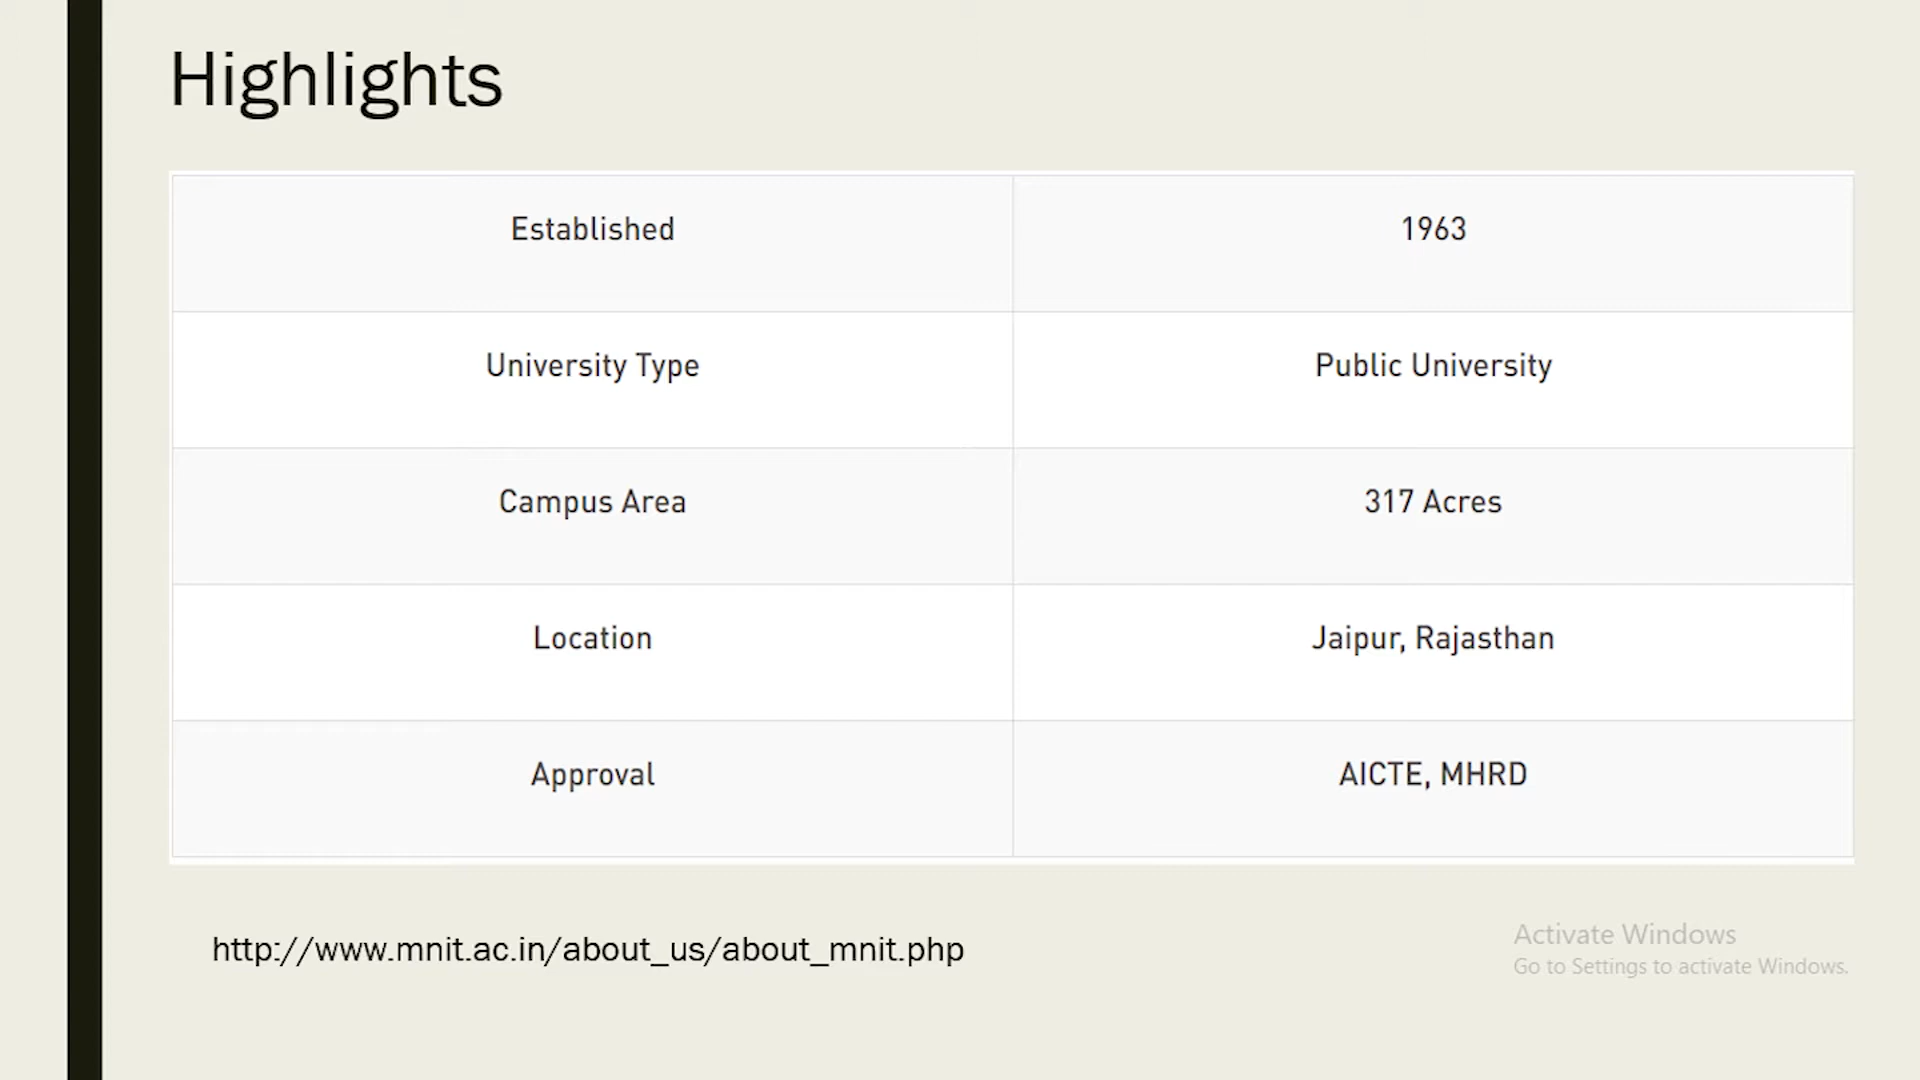 Highlights
Established 1963
University Type Public University
Campus Area 317 Acres
Location Jaipur, Rajasthan
Approval AICTE, MHRD
http://www.mnit.ac.in/about_us/about_mnit.php
Activate Windows
Go to Settings to activate Windows.